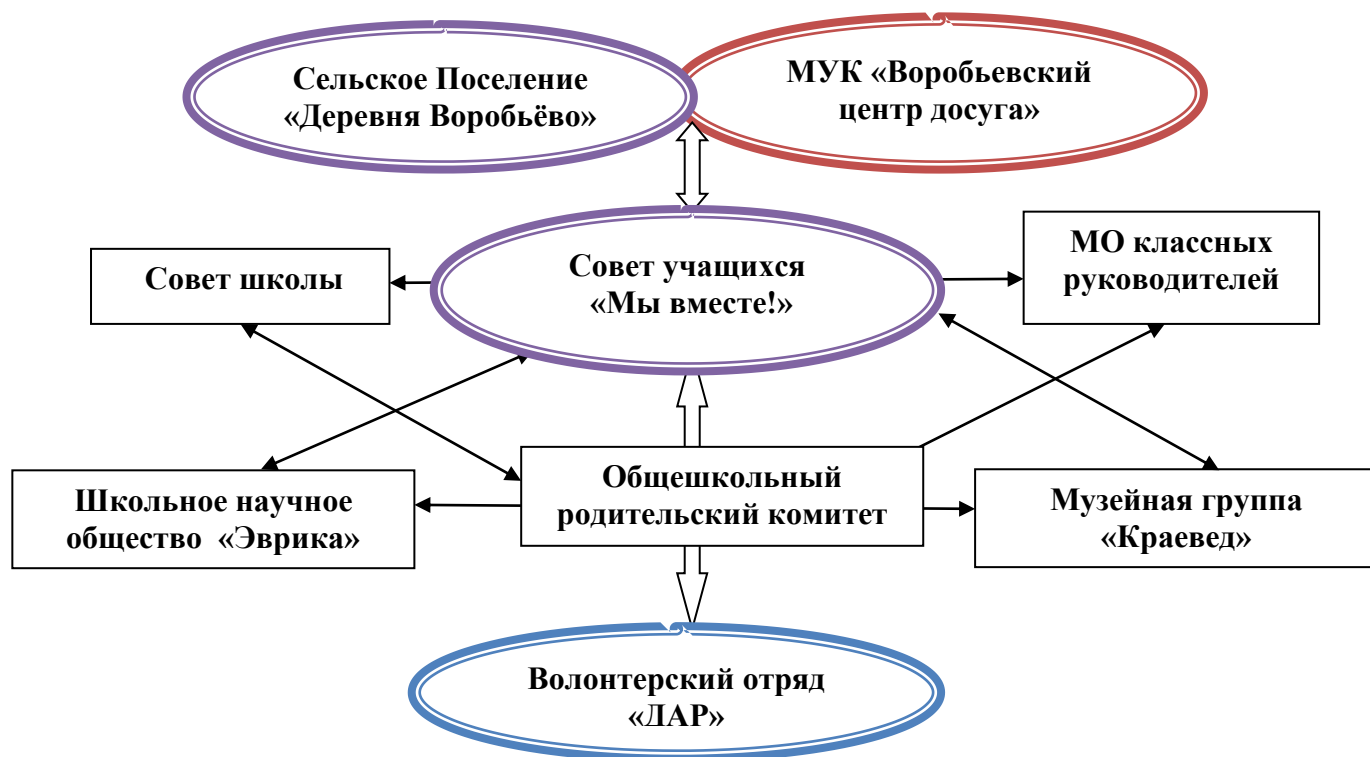 Сельское Поселение
«Деревня Воробьёво»
МУК «Воробьевский
центр досуга»
Совет школы
Совет учащихся
«Мы вместе!»
МО классных
руководителей
Школьное научное
общество «Эврика»
Общешкольный
родительский комитет
Музейная группа
«Краевед»
Волонтерский отряд
«ДАР»